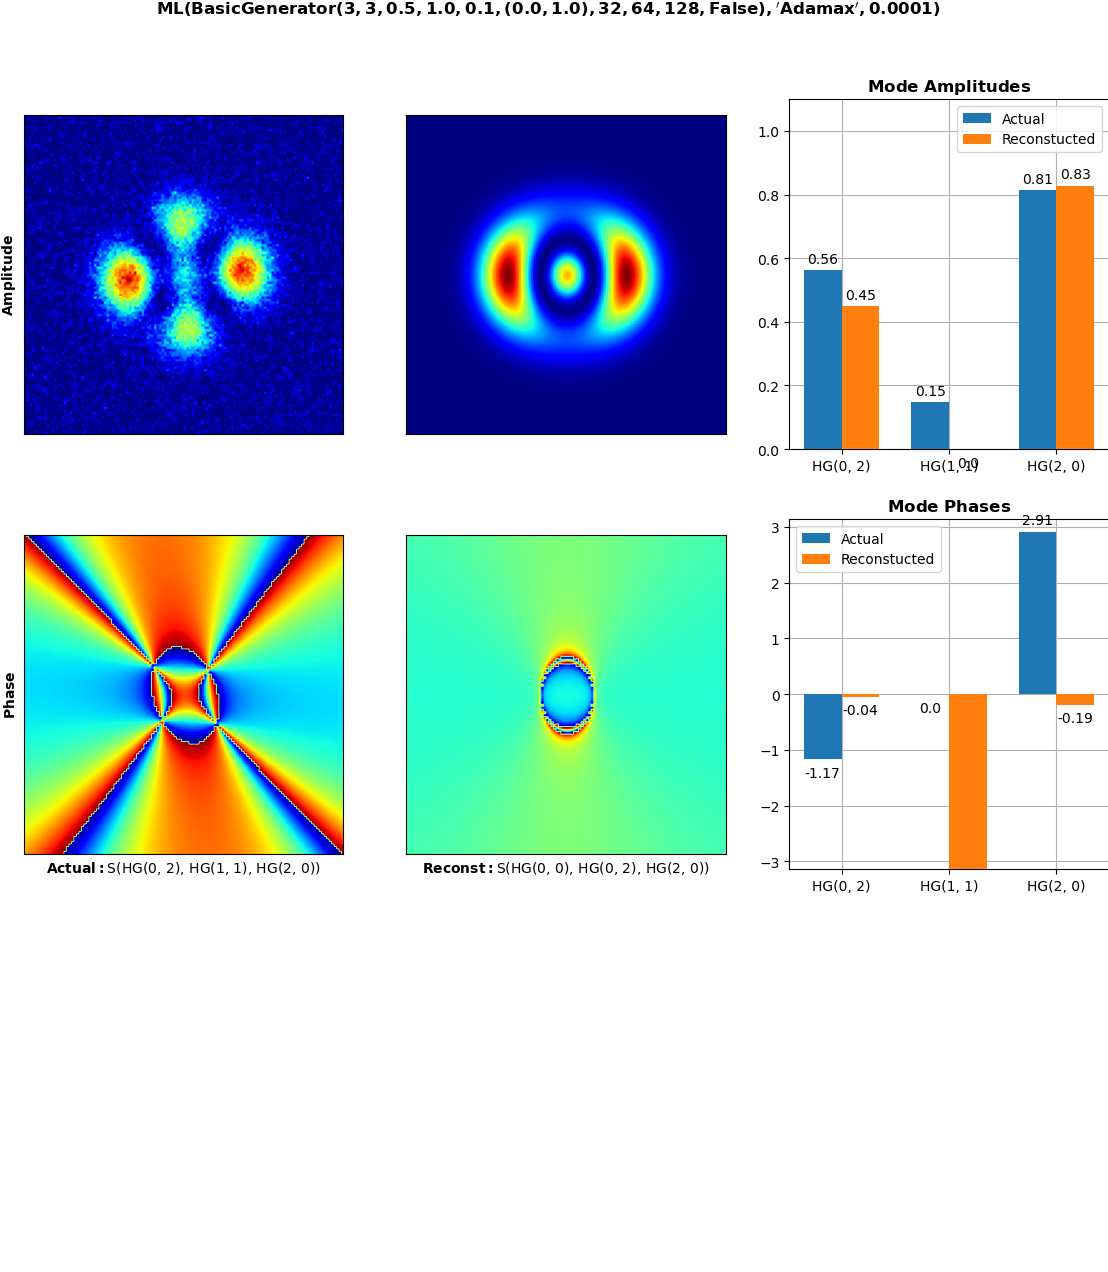 ML(BasicGenerator(3, 3, 0.5, 1.0, 0.1, (0.0, 1.0), 32, 64, 128, False), ′Adamax′, 0.0001)
Amplitude
Mode Amplitudes
Actual
Reconstucted
1.0
0.8
0.6
0.4
0.2
0.0
0.56
0.45
0.15
0.0
0.81
0.83
HG(0, 2)
HG(1, 1)
HG(2, 0)
Phase
Actual: S(HG(0, 2), HG(1, 1), HG(2, 0))
Reconst: S(HG(0, 0), HG(0, 2), HG(2, 0))
Mode Phases
Actual
Reconstucted
3
2
1
0
−1
−2
−3
-1.17
-0.04
0.0
2.91
-0.19
HG(0, 2)
HG(1, 1)
HG(2, 0)